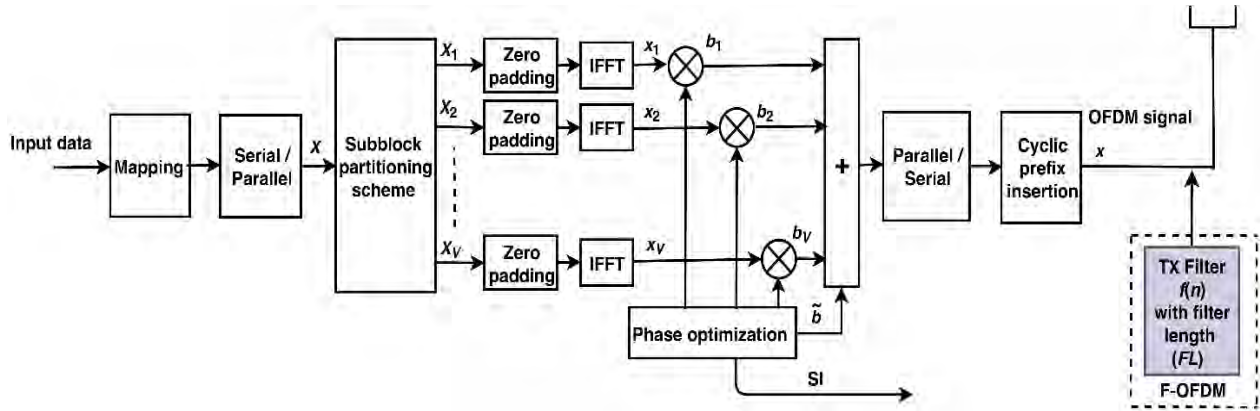 Input data
Mapping
Serial /
Parallel
X
Subblock
partitioning
scheme
X1
Zero
padding
IFFT
x1
b1
X2
Zero
padding
IFFT
x2
b2
XV
Zero
padding
IFFT
xV
bV
Phase optimization
b̃
SI
+
Parallel /
Serial
Cyclic
prefix
insertion
OFDM signal
x
TX Filter
f(n)
with filter
length
(FL)
F-OFDM